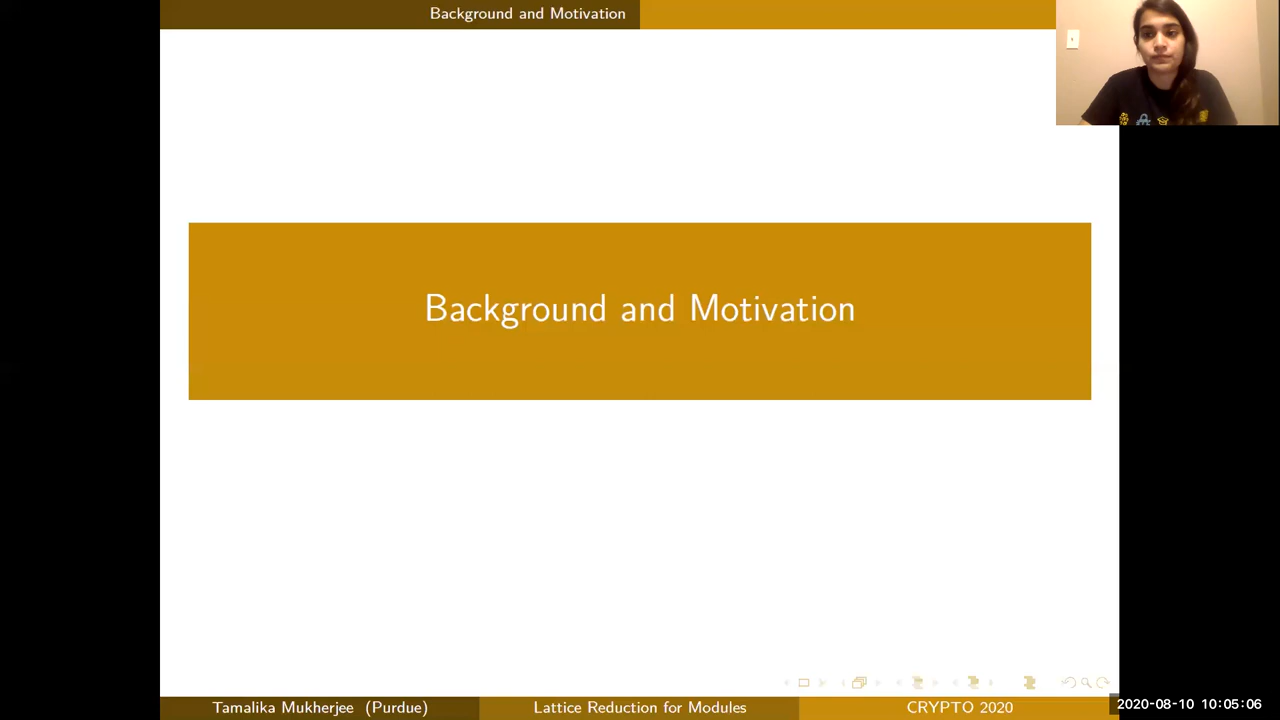 Background and Motivation
Background and Motivation
Tamalika Mukherjee (Purdue)
Lattice Reduction for Modules
CRYPTO 2020
2020-08-10 10:05:06